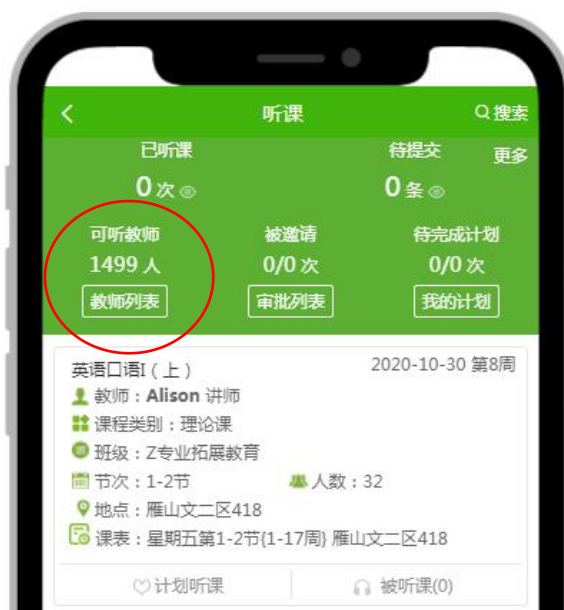 听课 搜索
已听课 待提交 更多
0次 0条
可听教师 被邀请 待完成计划
1499人 0/0次 0/0次
教师列表 审批列表 我的计划
英语口语I（上） 2020-10-30 第8周
教师：Alison 讲师
课程类别：理论课
班级：Z专业拓展教育
节次：1-2节 人数：32
地点：雁山文二区418
课表：星期五第1-2节{1-17周} 雁山文二区418
计划听课 被听课(0)